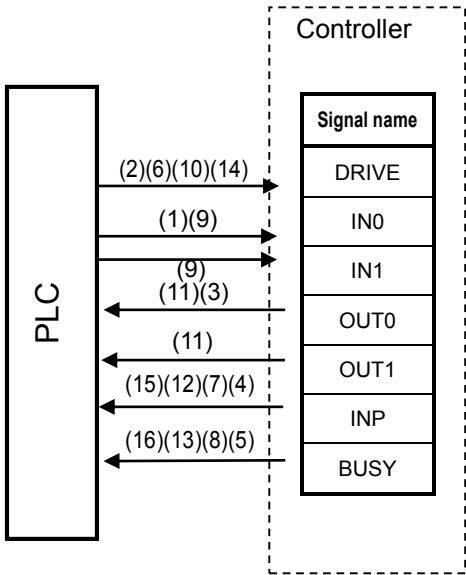 Controller
Signal name
(2)(6)(10)(14)
DRIVE
(1)(9)
IN0
(9)
IN1
PLC
(11)(3)
OUT0
(11)
OUT1
(15)(12)(7)(4)
INP
(16)(13)(8)(5)
BUSY